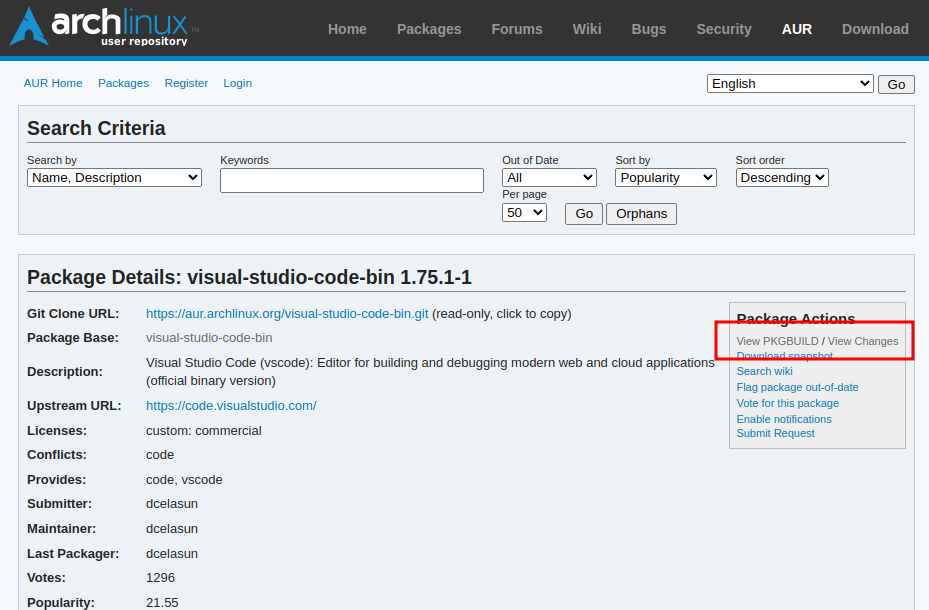 archlinux™
user repository
Home Packages Forums Wiki Bugs Security AUR Download
AUR Home Packages Register Login
English Go
Search Criteria
Search by Keywords Out of Date Sort by Sort order
Name, Description All Popularity Descending
Per page
50 Go Orphans
Package Details: visual-studio-code-bin 1.75.1-1
Git Clone URL: https://aur.archlinux.org/visual-studio-code-bin.git (read-only, click to copy)
Package Base: visual-studio-code-bin
Description: Visual Studio Code (vscode): Editor for building and debugging modern web and cloud applications
(official binary version)
Upstream URL: https://code.visualstudio.com/
Licenses: custom: commercial
Conflicts: code
Provides: code, vscode
Submitter: dcelasun
Maintainer: dcelasun
Last Packager: dcelasun
Votes: 1296
Popularity: 21.55
Package Actions
View PKGBUILD / View Changes
Download snapshot
Search wiki
Flag package out-of-date
Vote for this package
Enable notifications
Submit Request